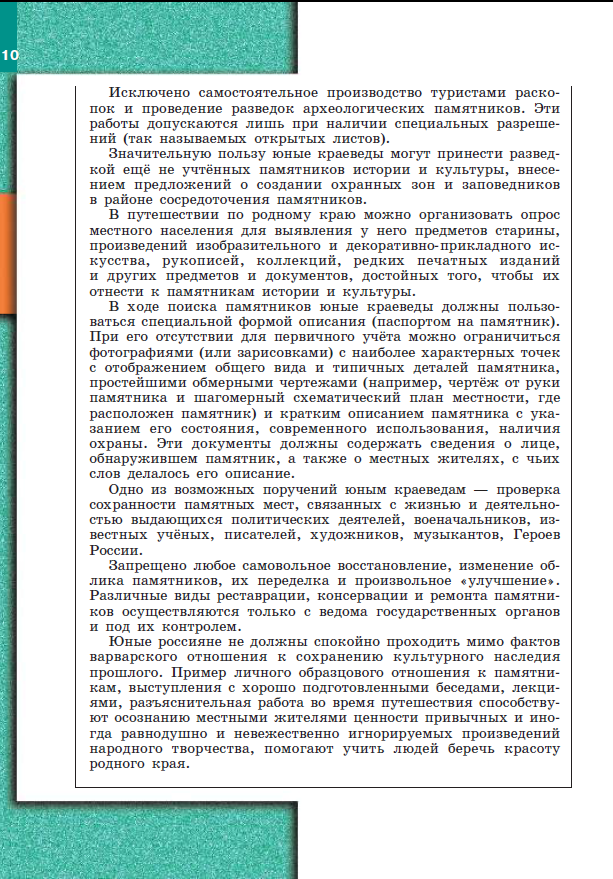 10
Исключено самостоятельное производство туристами раско-
пок и проведение разведок археологических памятников. Эти
работы допускаются лишь при наличии специальных разреше-
ний (так называемых открытых листов).
Значительную пользу юные краеведы могут принести развед-
кой ещё не учтённых памятников истории и культуры, внесе-
нием предложений о создании охранных зон и заповедников
в районе сосредоточения памятников.
В путешествии по родному краю можно организовать опрос
местного населения для выявления у него предметов старины,
произведений изобразительного и декоративно-прикладного ис-
кусства, рукописей, коллекций, редких печатных изданий
и других предметов и документов, достойных того, чтобы их
отнести к памятникам истории и культуры.
В ходе поиска памятников юные краеведы должны пользо-
ваться специальной формой описания (паспортом на памятник).
При его отсутствии для первичного учёта можно ограничиться
фотографиями (или зарисовками) с наиболее характерных точек
с отображением общего вида и типичных деталей памятника,
простейшими обмерными чертежами (например, чертёж от руки
памятника и шагомерный схематический план местности, где
расположен памятник) и кратким описанием памятника с ука-
занием его состояния, современного использования, наличия
охраны. Эти документы должны содержать сведения о лице,
обнаружившем памятник, а также о местных жителях, с чьих
слов делалось его описание.
Одно из возможных поручений юным краеведам — проверка
сохранности памятных мест, связанных с жизнью и деятельно-
стью выдающихся политических деятелей, военачальников, из-
вестных учёных, писателей, художников, музыкантов, Героев
России.
Запрещено любое самовольное восстановление, изменение об-
лика памятников, их переделка и произвольное «улучшение».
Различные виды реставрации, консервации и ремонта памятни-
ков осуществляются только с ведома государственных органов
и под их контролем.
Юные россияне не должны спокойно проходить мимо фактов
варварского отношения к сохранению культурного наследия
прошлого. Пример личного образцового отношения к памятни-
кам, выступления с хорошо подготовленными беседами, лекци-
ями, разъяснительная работа во время путешествия способству-
ют осознанию местными жителями ценности привычных и ино-
гда равнодушно и невежественно игнорируемых произведений
народного творчества, помогают учить людей беречь красоту
родного края.